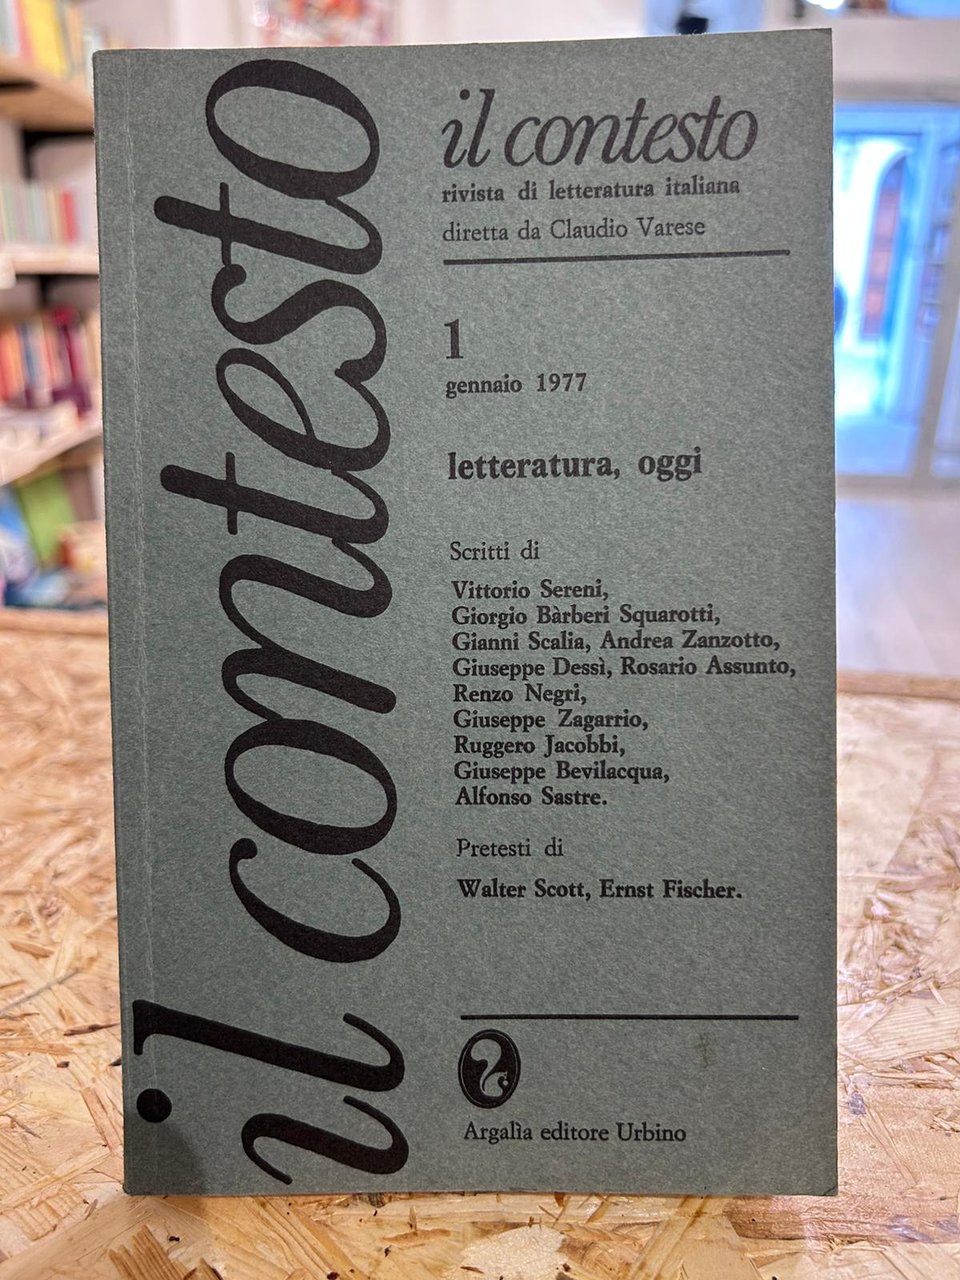 il contesto
il contesto
rivista di letteratura italiana
diretta da Claudio Varese
1
gennaio 1977
letteratura, oggi
Scritti di
Vittorio Sereni,
Giorgio Bàrberi Squarotti,
Gianni Scalia, Andrea Zanzotto,
Giuseppe Dessì, Rosario Assunto,
Renzo Negri,
Giuseppe Zagarrio,
Ruggero Jacobbi,
Giuseppe Bevilacqua,
Alfonso Sastre.
Pretesti di
Walter Scott, Ernst Fischer.
Argalìa editore Urbino